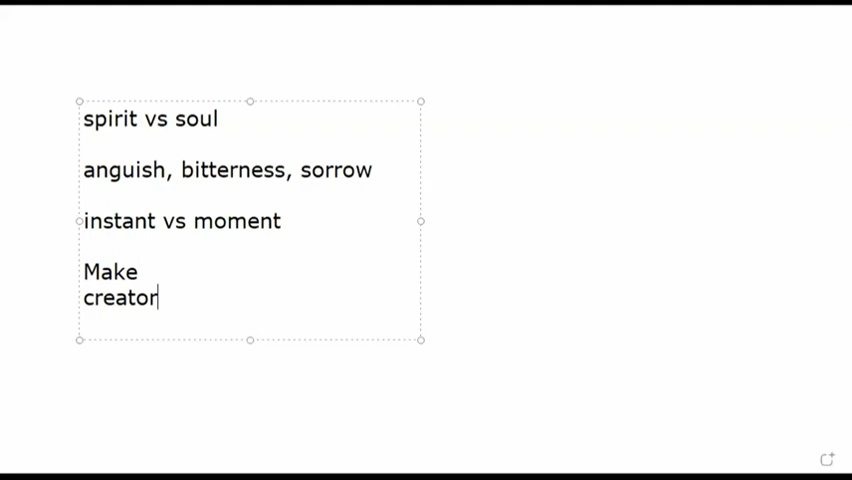 spirit vs soul
anguish, bitterness, sorrow
instant vs moment
Make
creator